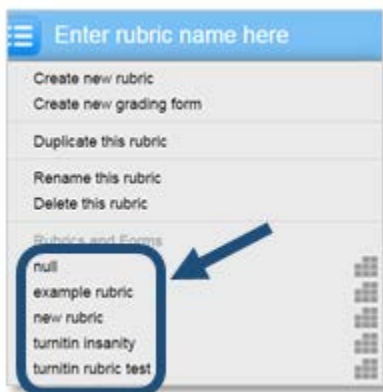 Enter rubric name here
Create new rubric
Create new grading form
Duplicate this rubric
Rename this rubric
Delete this rubric
Rubrics and Forms
null
example rubric
new rubric
turnitin insanity
turnitin rubric test